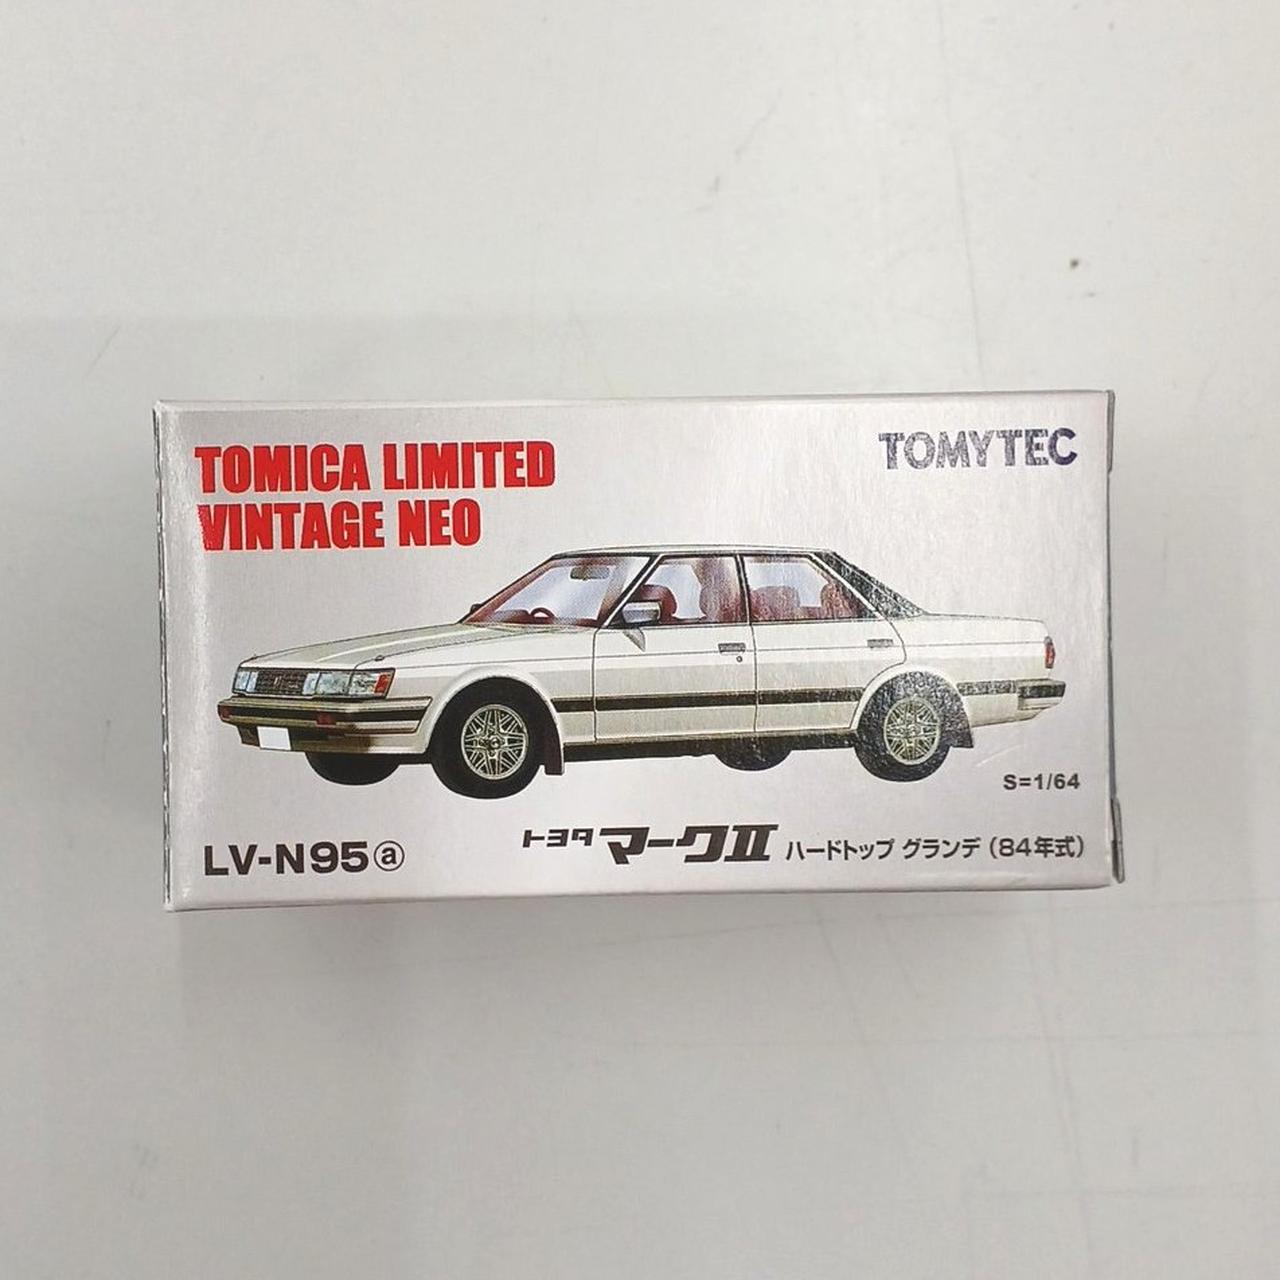 TOMICA LIMITED
VINTAGE NEO
TOMYTEC
S=1/64
LV-N95ⓐ
トヨタ マークII ハードトップ グランデ (84年式)